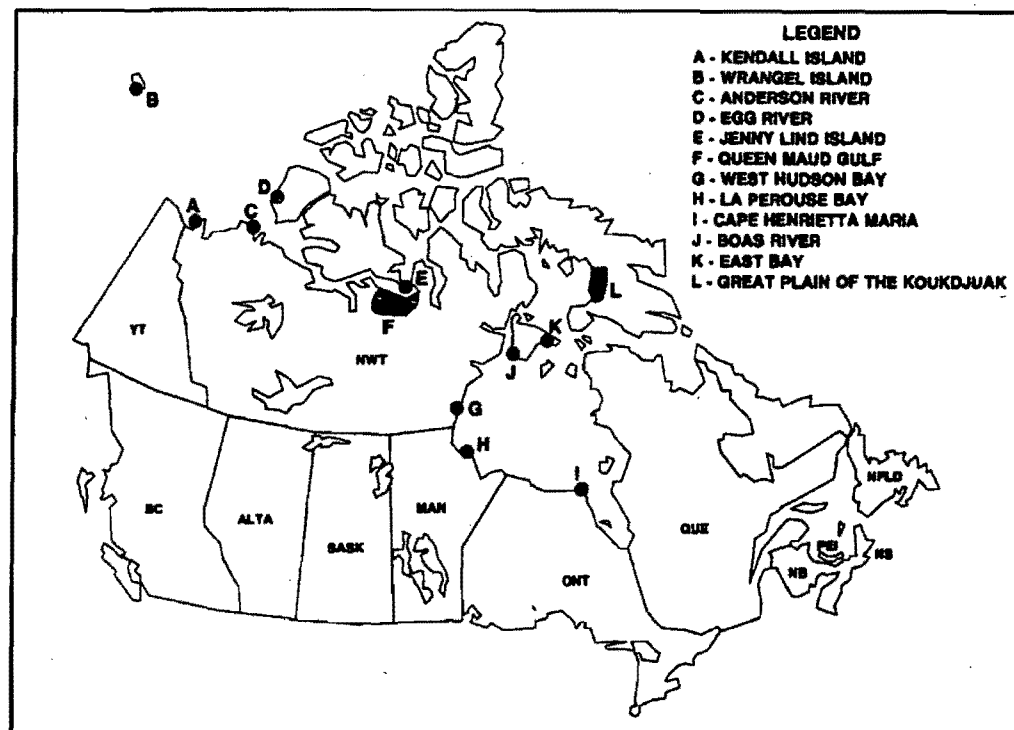 LEGEND
A - KENDALL ISLAND
B - WRANGEL ISLAND
C - ANDERSON RIVER
D - EGG RIVER
E - JENNY LIND ISLAND
F - QUEEN MAUD GULF
G - WEST HUDSON BAY
H - LA PEROUSE BAY
I - CAPE HENRIETTA MARIA
J - BOAS RIVER
K - EAST BAY
L - GREAT PLAIN OF THE KOUKDJUAK
B
D
A
C
E
L
F
K
YT
NWT
J
G
H
I
NFLD
BC
ALTA
SASK
MAN
QUE
PEI
NS
NB
ONT